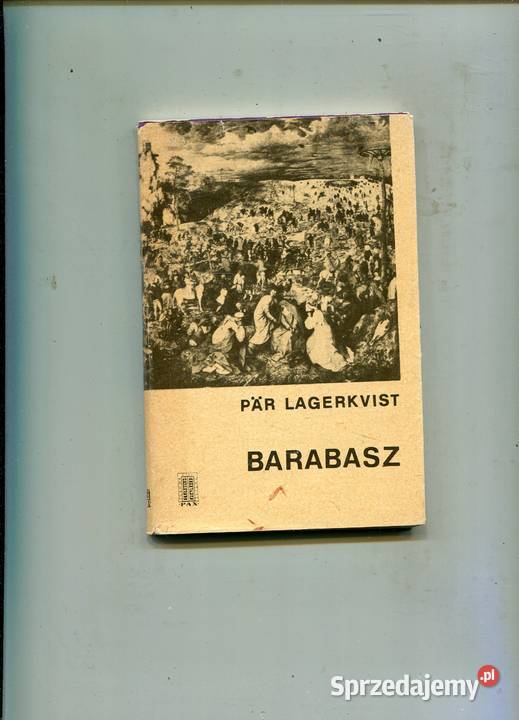 PÄR LAGERKVIST
BARABASZ
PAX
Sprzedajemy.pl